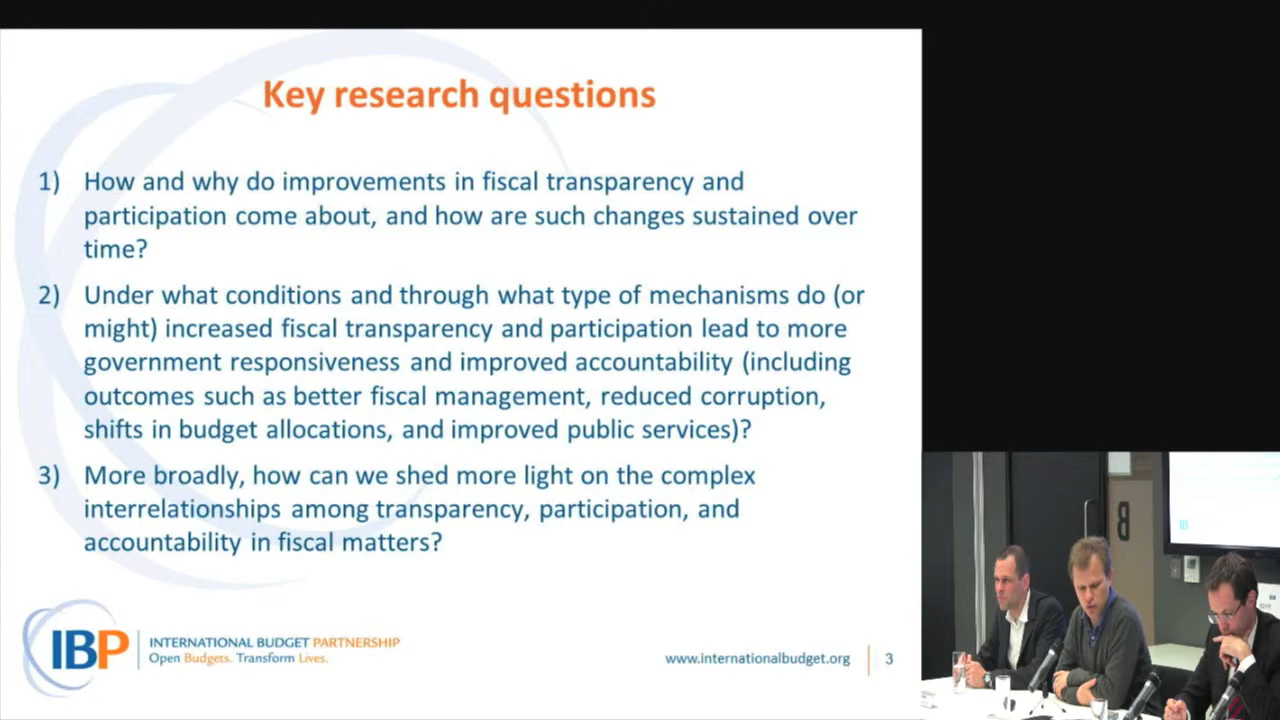 Key research questions
1) How and why do improvements in fiscal transparency and
participation come about, and how are such changes sustained over
time?
2) Under what conditions and through what type of mechanisms do (or
might) increased fiscal transparency and participation lead to more
government responsiveness and improved accountability (including
outcomes such as better fiscal management, reduced corruption,
shifts in budget allocations, and improved public services)?
3) More broadly, how can we shed more light on the complex
interrelationships among transparency, participation, and
accountability in fiscal matters?
IBP
INTERNATIONAL BUDGET PARTNERSHIP
Open Budgets. Transform Lives.
www.internationalbudget.org
3